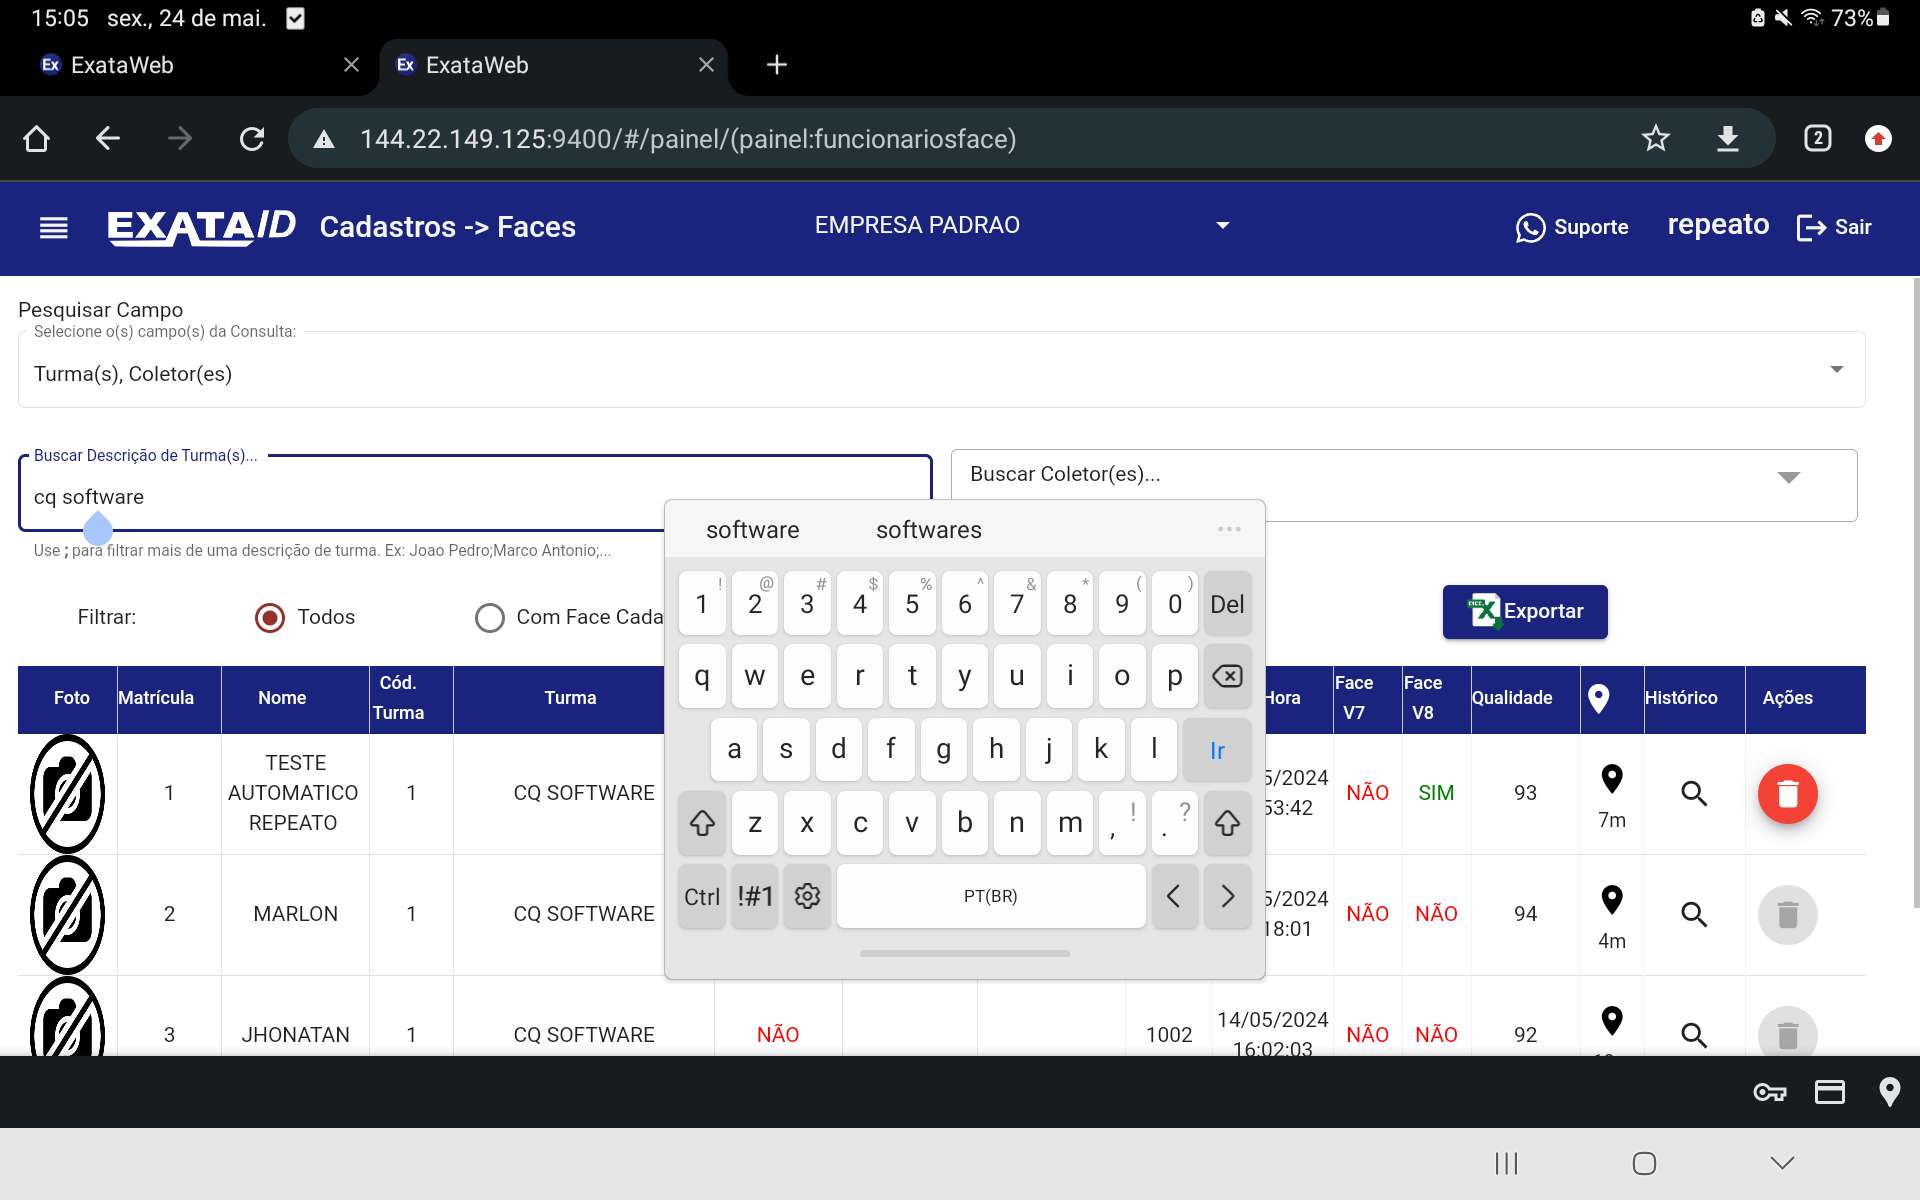 15:05 sex., 24 de mai. 73%
Ex ExataWeb Ex ExataWeb
144.22.149.125:9400/#/painel/(painel:funcionariosface) 2
EXATA/D Cadastros -> Faces EMPRESA PADRAO Suporte repeato Sair
Pesquisar Campo
Selecione o(s) campo(s) da Consulta:
Turma(s), Coletor(es)
Buscar Descrição de Turma(s)...
cq software
Buscar Coletor(es)...
Use ; para filtrar mais de uma descrição de turma. Ex: Joao Pedro;Marco Antonio;...
Filtrar: Todos Com Face Cada
Exportar
software softwares ...
! @ # $ % ^ & * ( )
1 2 3 4 5 6 7 8 9 0 Del
q w e r t y u i o p
a s d f g h j k l Ir
z x c v b n m , ! . ?
Ctrl !#1 PT(BR) < >
Foto Matrícula Nome Cód. Turma Turma Hora Face V7 Face V8 Qualidade Histórico Ações
1 TESTE AUTOMATICO REPEATO 1 CQ SOFTWARE 5/2024 53:42 NÃO SIM 93 7m
2 MARLON 1 CQ SOFTWARE 5/2024 18:01 NÃO NÃO 94 4m
3 JHONATAN 1 CQ SOFTWARE NÃO 1002 14/05/2024 16:02:03 NÃO NÃO 92